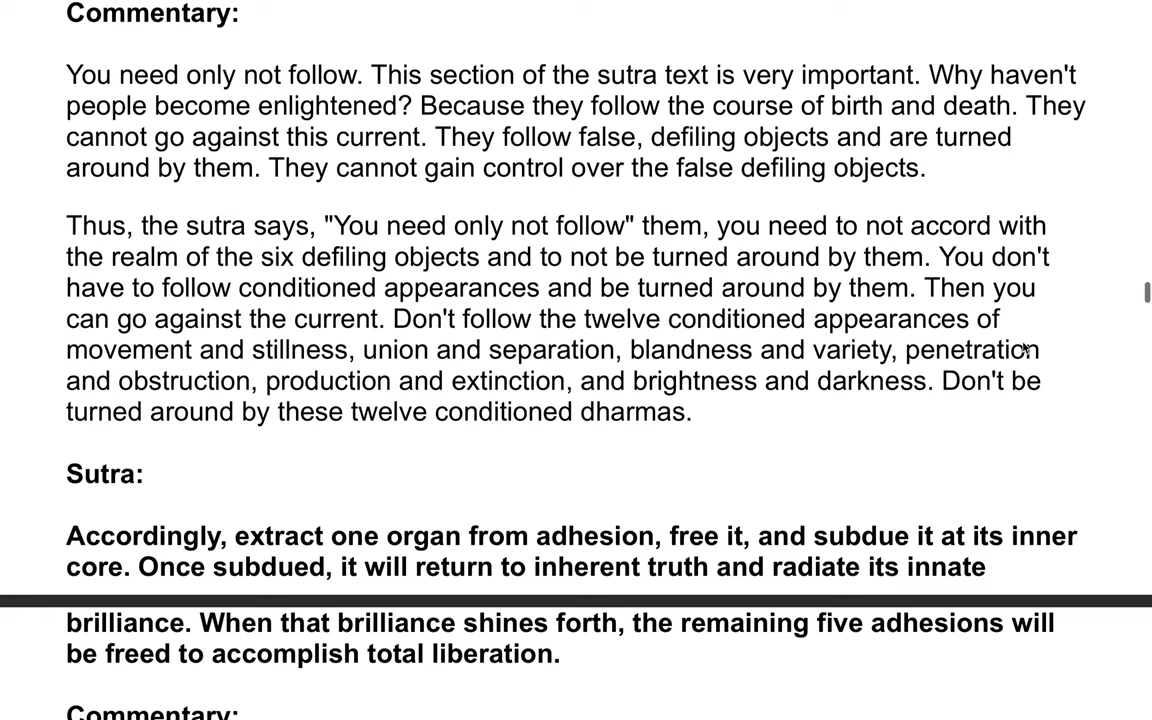 Commentary:
You need only not follow. This section of the sutra text is very important. Why haven't
people become enlightened? Because they follow the course of birth and death. They
cannot go against this current. They follow false, defiling objects and are turned
around by them. They cannot gain control over the false defiling objects.
Thus, the sutra says, "You need only not follow" them, you need to not accord with
the realm of the six defiling objects and to not be turned around by them. You don't
have to follow conditioned appearances and be turned around by them. Then you
can go against the current. Don't follow the twelve conditioned appearances of
movement and stillness, union and separation, blandness and variety, penetration
and obstruction, production and extinction, and brightness and darkness. Don't be
turned around by these twelve conditioned dharmas.
Sutra:
Accordingly, extract one organ from adhesion, free it, and subdue it at its inner
core. Once subdued, it will return to inherent truth and radiate its innate
brilliance. When that brilliance shines forth, the remaining five adhesions will
be freed to accomplish total liberation.
Commentary: